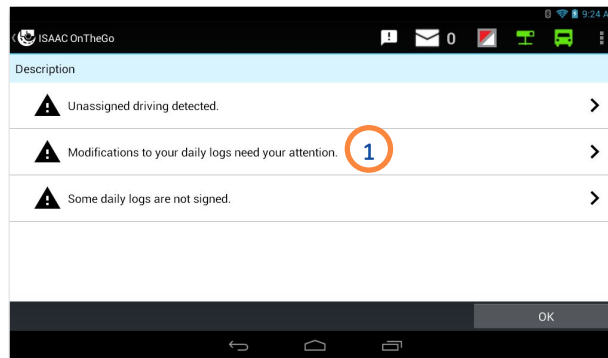 9:24 A
ISAAC OnTheGo
0
Description
Unassigned driving detected.
Modifications to your daily logs need your attention.
1
Some daily logs are not signed.
OK